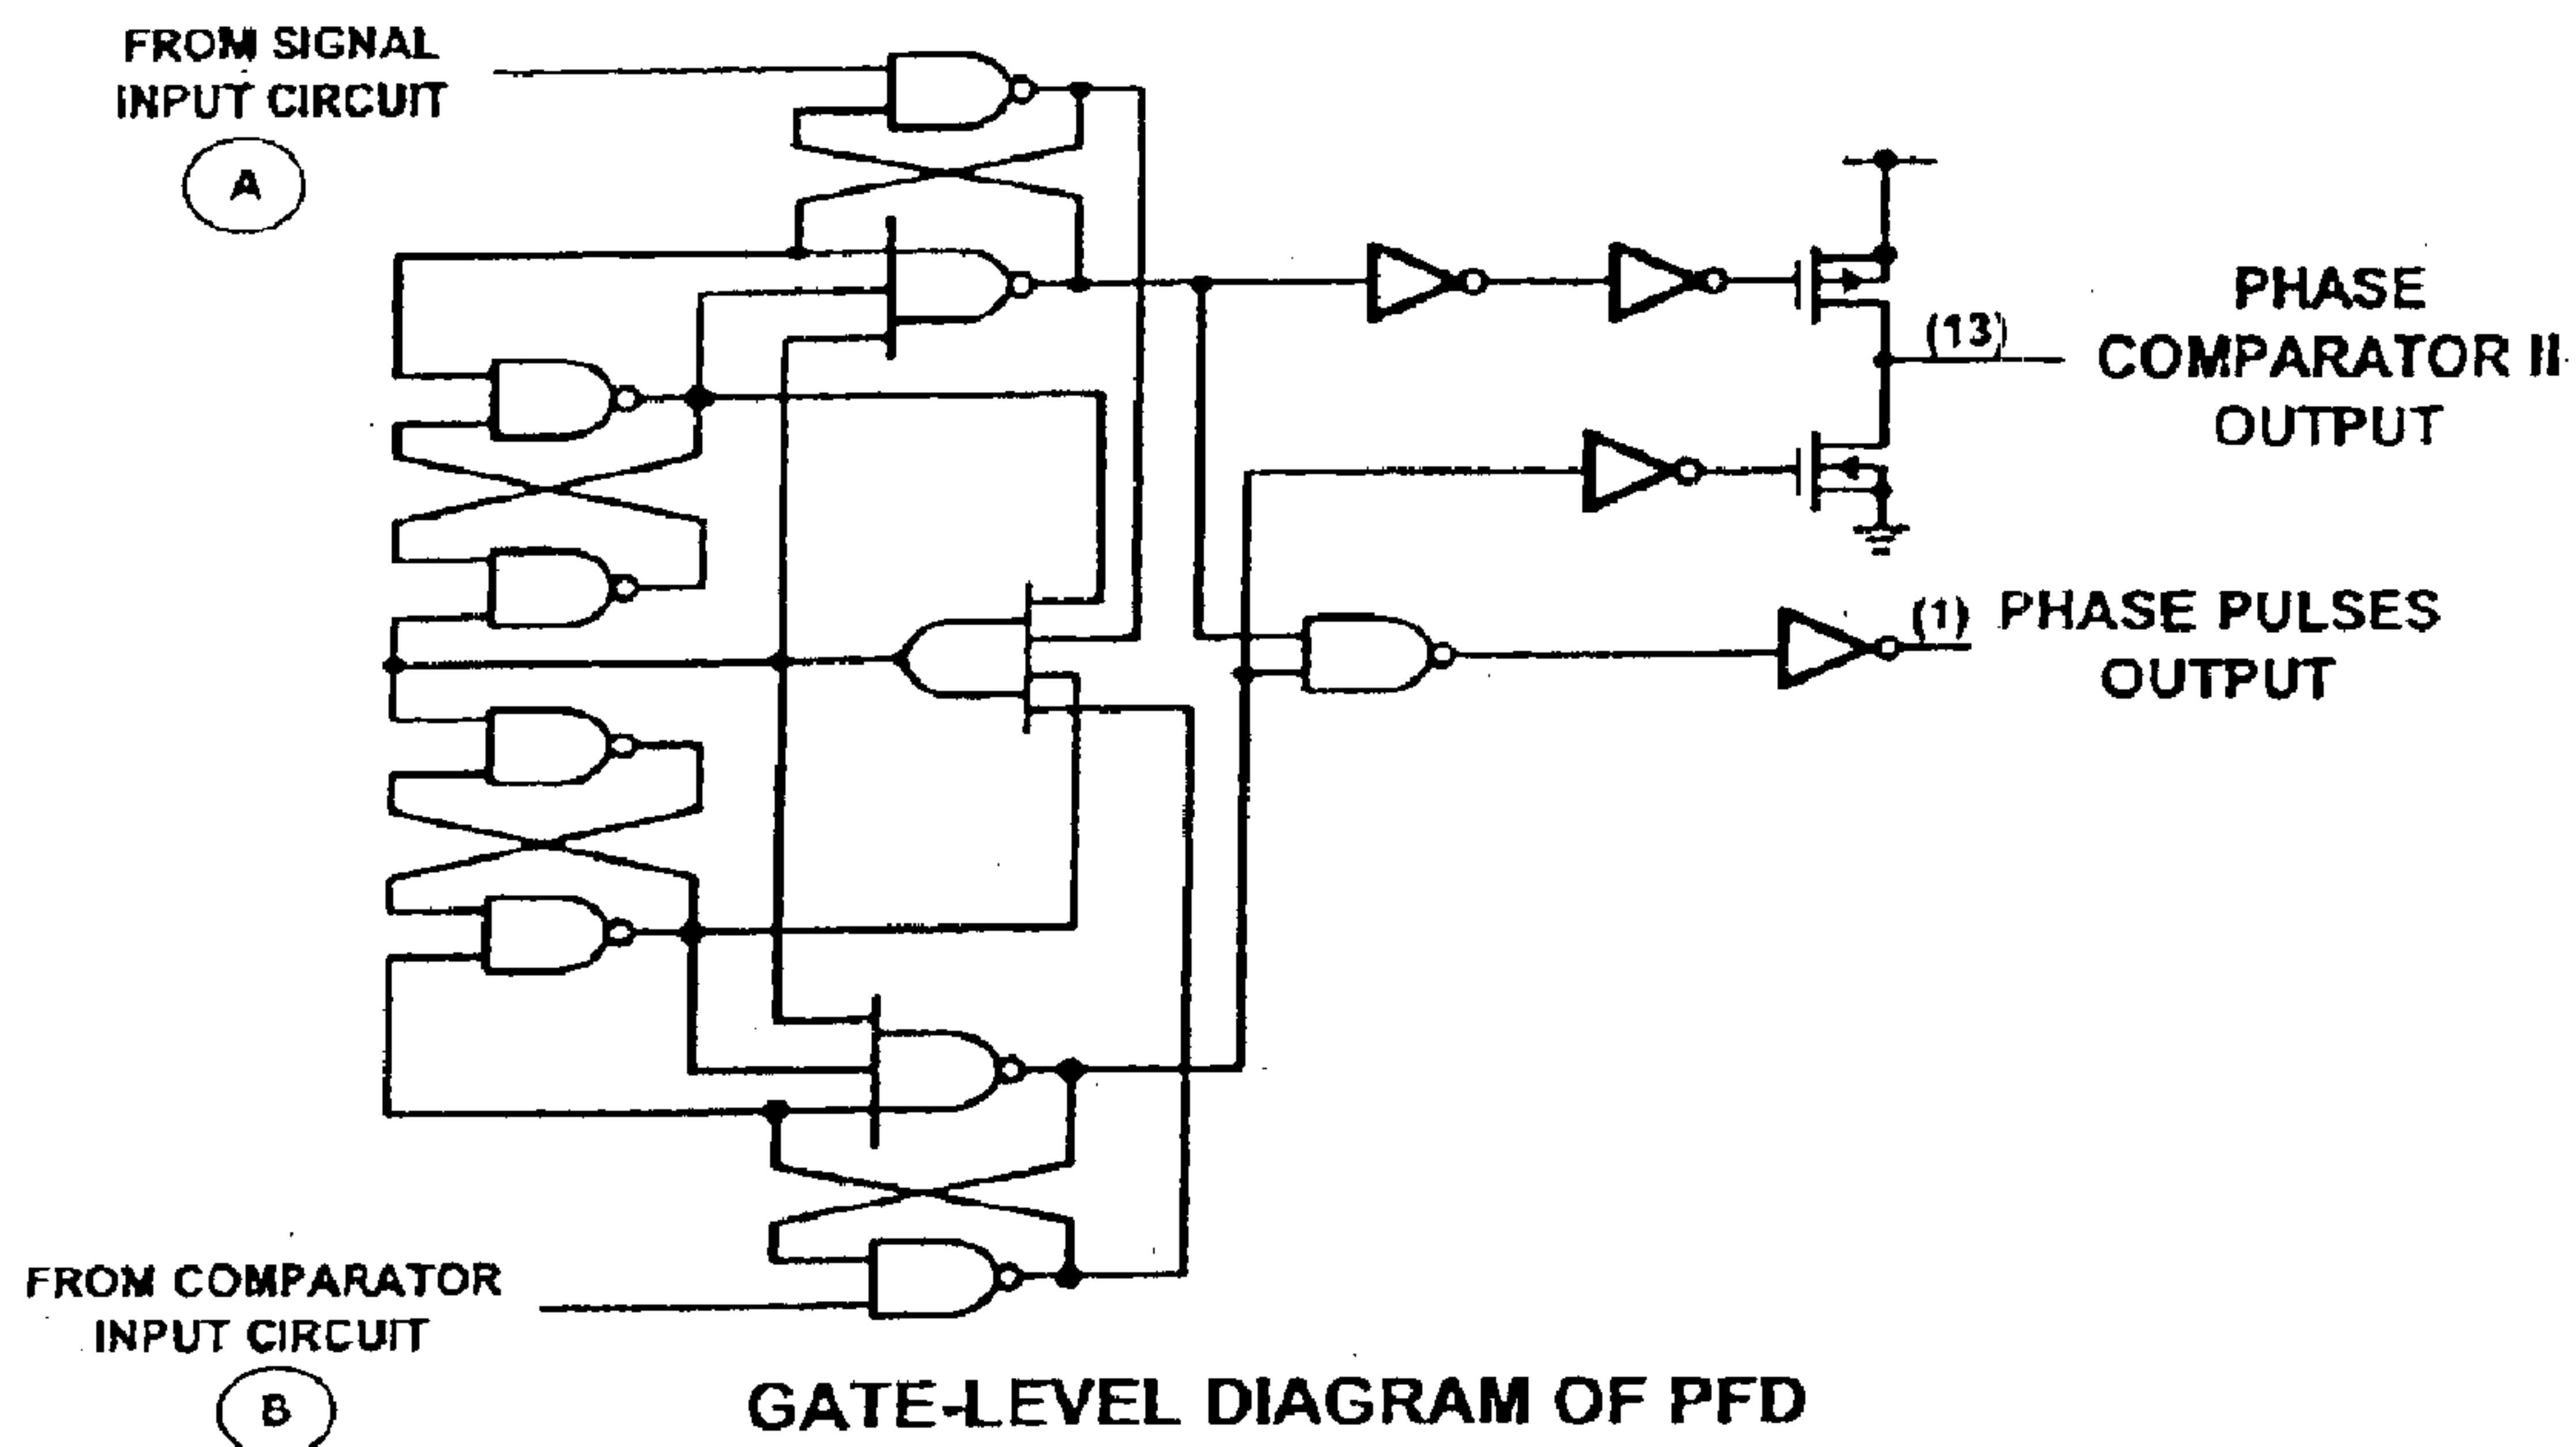 FROM SIGNAL
INPUT CIRCUIT
A
(13)
PHASE
COMPARATOR II
OUTPUT
(1)
PHASE PULSES
OUTPUT
FROM COMPARATOR
INPUT CIRCUIT
B
GATE-LEVEL DIAGRAM OF PFD